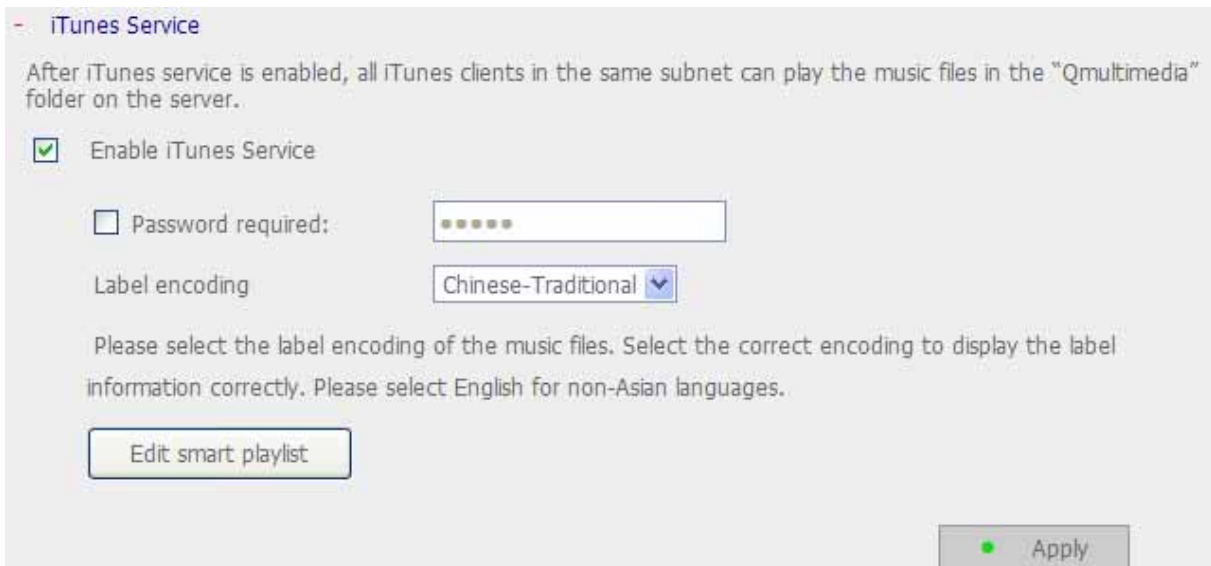 - iTunes Service
After iTunes service is enabled, all iTunes clients in the same subnet can play the music files in the “Qmultimedia”
folder on the server.
Enable iTunes Service
Password required:
Label encoding Chinese-Traditional
Please select the label encoding of the music files. Select the correct encoding to display the label
information correctly. Please select English for non-Asian languages.
Edit smart playlist
Apply